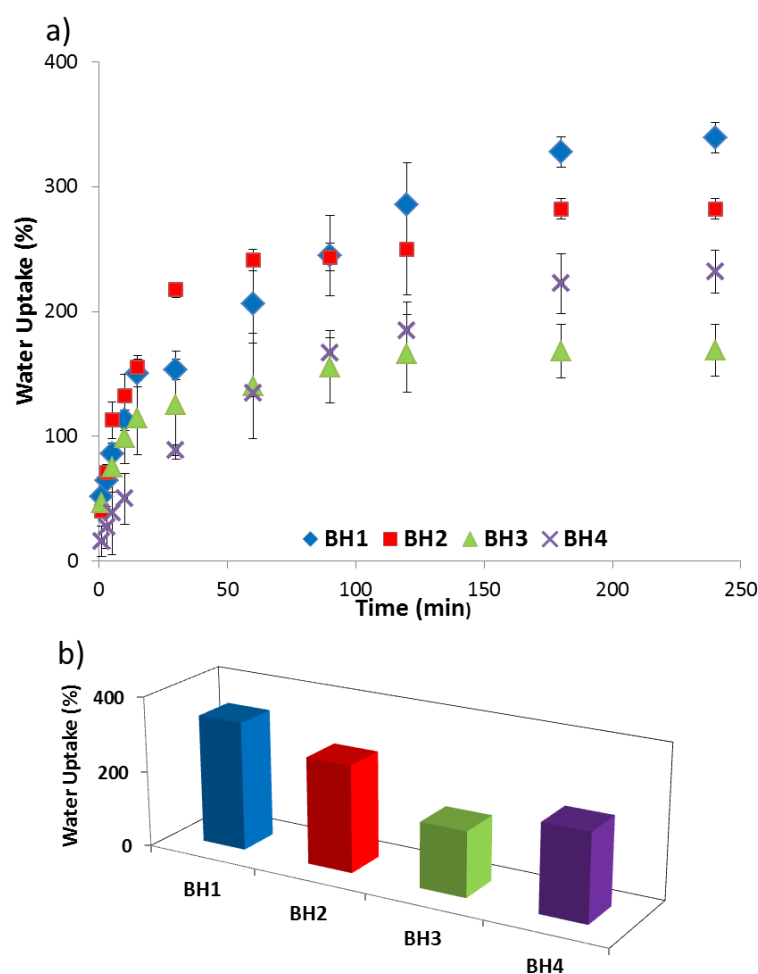 a)
400
300
200
100
0
Water Uptake (%)
BH1 BH2 BH3 BH4
0 50 100 150 200 250
Time (min)
b)
400
200
0
Water Uptake (%)
BH1
BH2
BH3
BH4